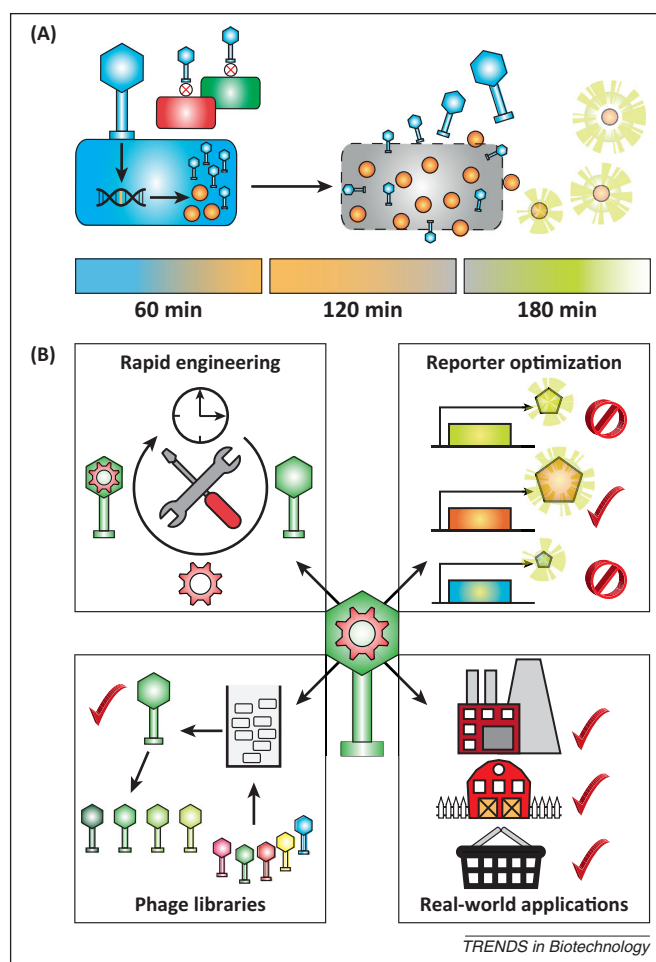 (A)
60 min 120 min 180 min
(B)
Rapid engineering
Reporter optimization
Phage libraries
Real-world applications
TRENDS in Biotechnology